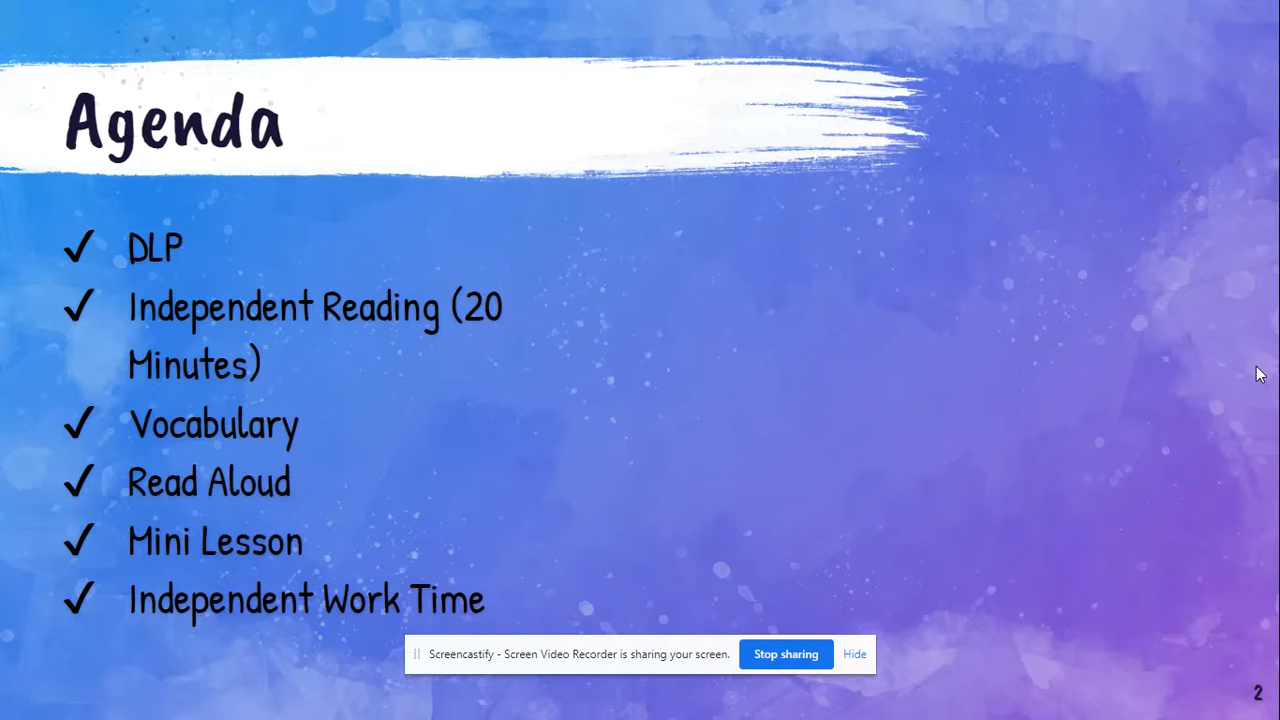 Agenda
✓ DLP
✓ Independent Reading (20
Minutes)
✓ Vocabulary
✓ Read Aloud
✓ Mini Lesson
✓ Independent Work Time
Screencastify - Screen Video Recorder is sharing your screen. Stop sharing Hide
2